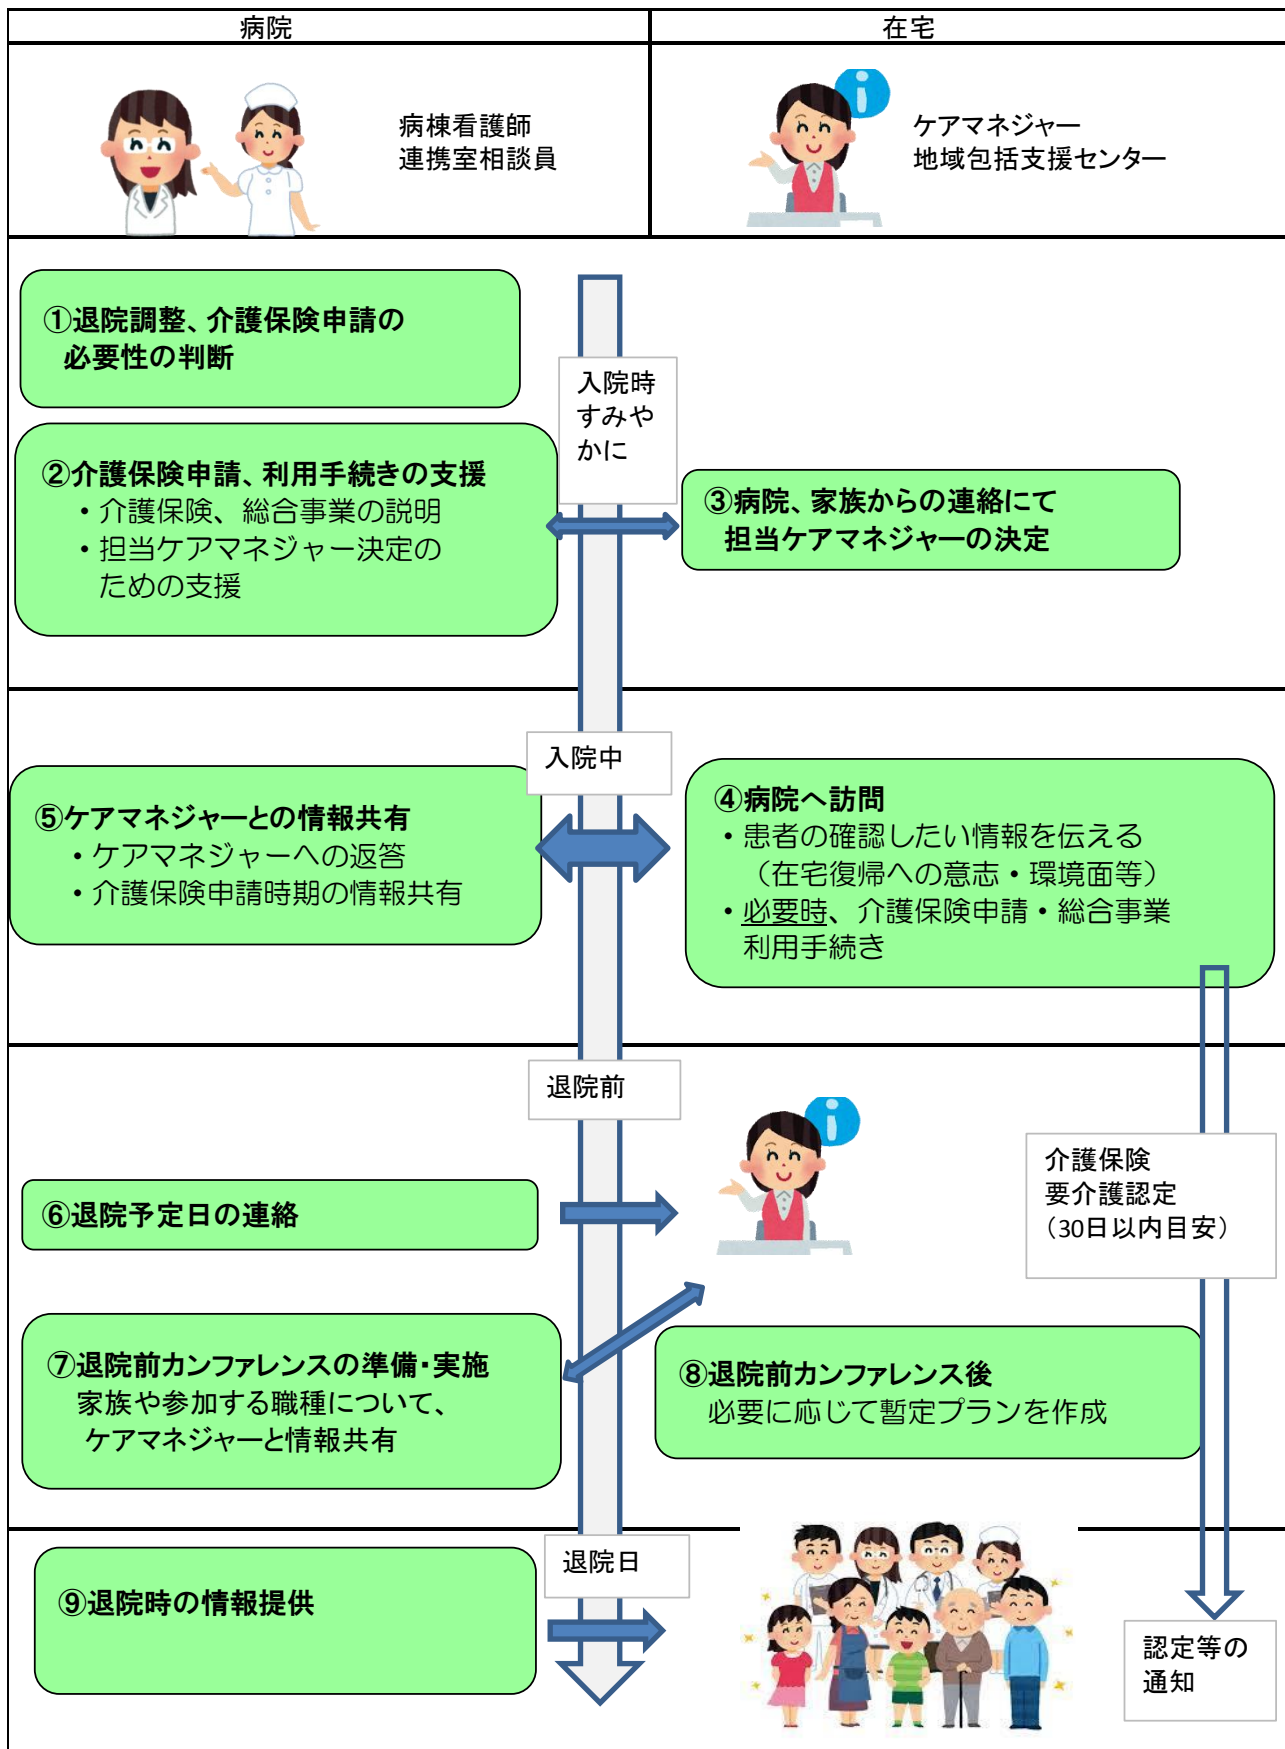 病院
在宅
病棟看護師
連携室相談員
ケアマネジャー
地域包括支援センター
①退院調整、介護保険申請の
必要性の判断
入院時
すみや
かに
②介護保険申請、利用手続きの支援
・介護保険、総合事業の説明
・担当ケアマネジャー決定の
ための支援
③病院、家族からの連絡にて
担当ケアマネジャーの決定
入院中
⑤ケアマネジャーとの情報共有
・ケアマネジャーへの返答
・介護保険申請時期の情報共有
④病院へ訪問
・患者の確認したい情報を伝える
（在宅復帰への意志・環境面等）
・必要時、介護保険申請・総合事業
利用手続き
退院前
介護保険
要介護認定
（30日以内目安）
⑥退院予定日の連絡
⑦退院前カンファレンスの準備・実施
家族や参加する職種について、
ケアマネジャーと情報共有
⑧退院前カンファレンス後
必要に応じて暫定プランを作成
退院日
⑨退院時の情報提供
認定等の
通知